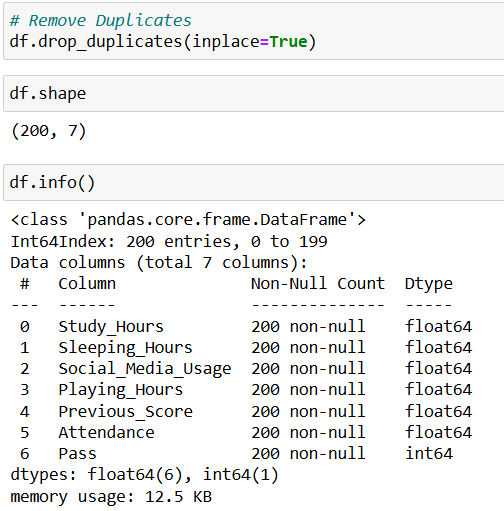 # Remove Duplicates
df.drop_duplicates(inplace=True)
df.shape
(200, 7)
df.info()
<class 'pandas.core.frame.DataFrame'>
Int64Index: 200 entries, 0 to 199
Data columns (total 7 columns):
 #   Column              Non-Null Count  Dtype
---  ------              --------------  -----
 0   Study_Hours         200 non-null    float64
 1   Sleeping_Hours      200 non-null    float64
 2   Social_Media_Usage  200 non-null    float64
 3   Playing_Hours       200 non-null    float64
 4   Previous_Score      200 non-null    float64
 5   Attendance          200 non-null    float64
 6   Pass                200 non-null    int64
dtypes: float64(6), int64(1)
memory usage: 12.5 KB